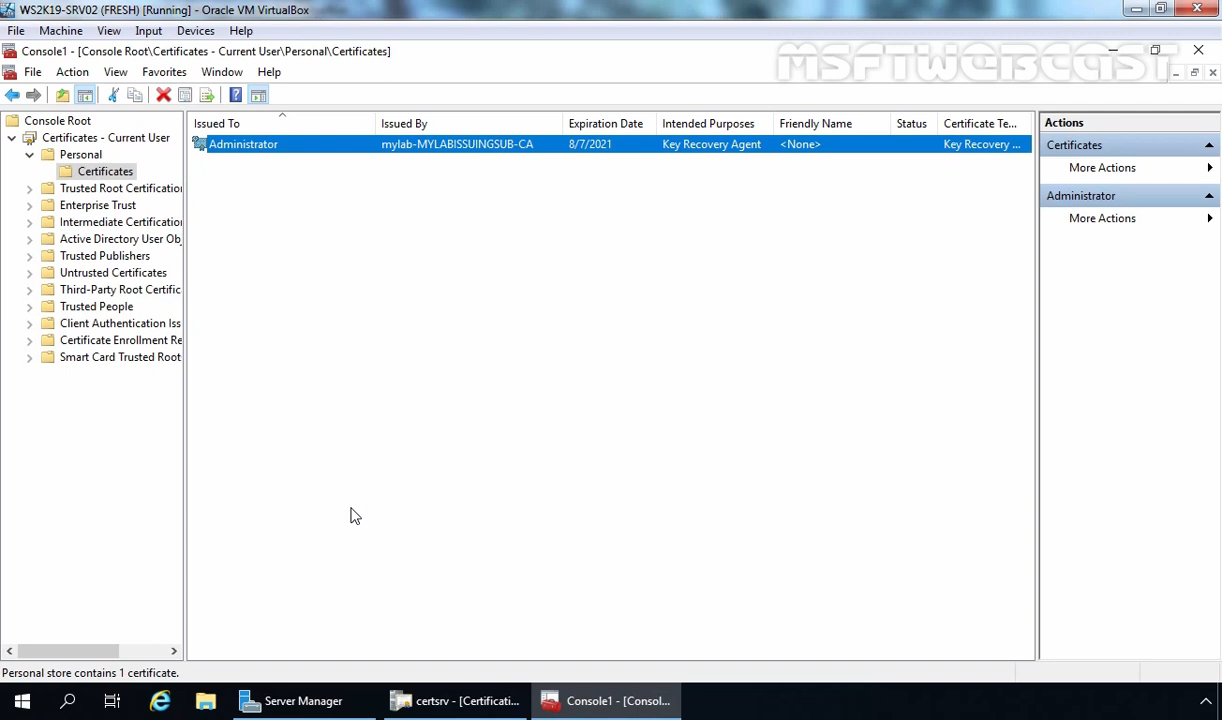 WS2K19-SRV02 (FRESH) [Running] - Oracle VM VirtualBox
File Machine View Input Devices Help
Console1 - [Console Root\Certificates - Current User\Personal\Certificates]
MSFTWEBCAST
File Action View Favorites Window Help
Console Root
Certificates - Current User
Personal
Certificates
Trusted Root Certification
Enterprise Trust
Intermediate Certification
Active Directory User Obj
Trusted Publishers
Untrusted Certificates
Third-Party Root Certific
Trusted People
Client Authentication Iss
Certificate Enrollment Re
Smart Card Trusted Root
Issued To Issued By Expiration Date Intended Purposes Friendly Name Status Certificate Te...
Administrator mylab-MYLABISSUINGSUB-CA 8/7/2021 Key Recovery Agent <None> Key Recovery ...
Actions
Certificates
More Actions
Administrator
More Actions
Personal store contains 1 certificate.
Server Manager certsrv - [Certificati... Console1 - [Consol...